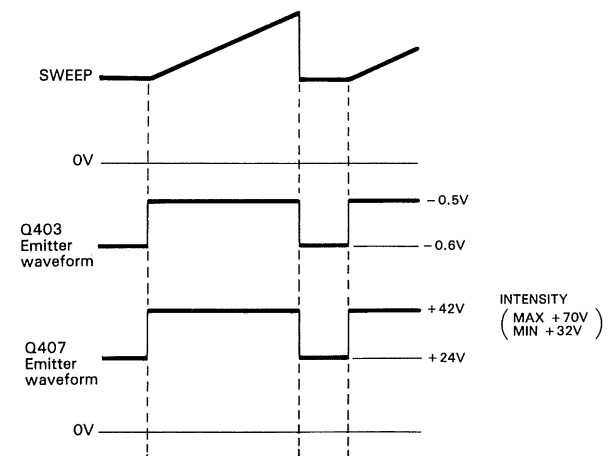 SWEEP
0V
Q403
Emitter
waveform
−0.5V
−0.6V
Q407
Emitter
waveform
+42V
+24V
INTENSITY
( MAX +70V
MIN +32V )
0V